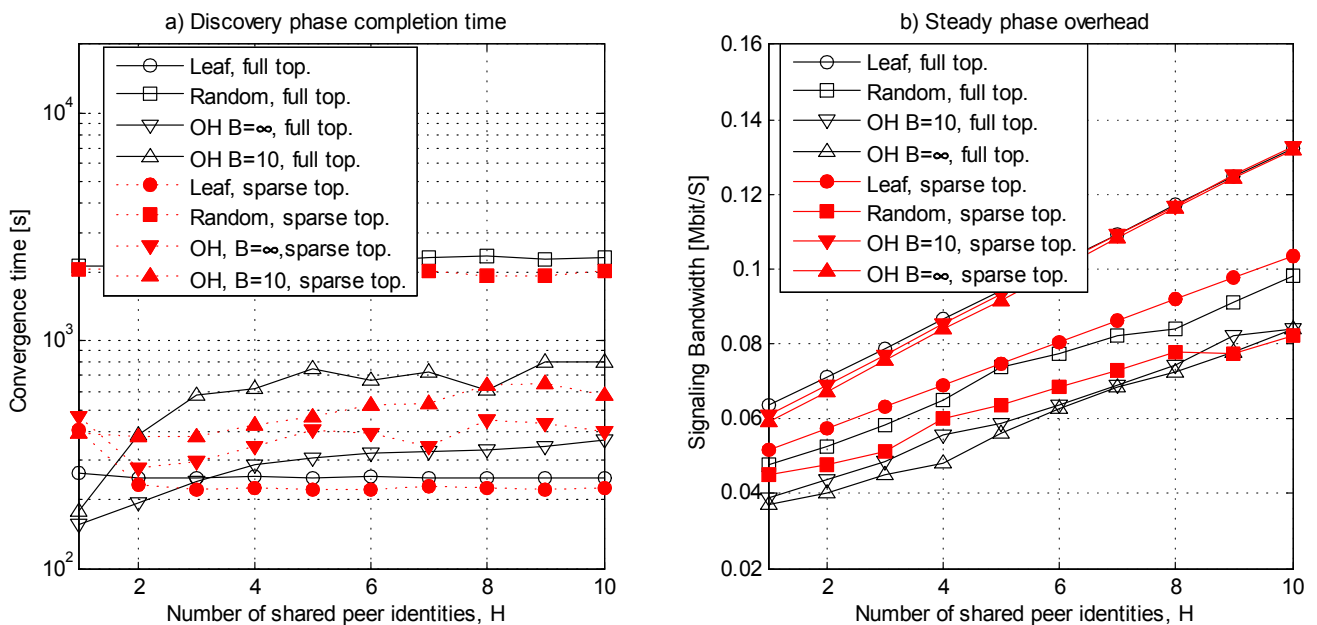 a) Discovery phase completion time
Leaf, full top.
Random, full top.
OH B=∞, full top.
OH B=10, full top.
Leaf, sparse top.
Random, sparse top.
OH, B=∞,sparse top.
OH, B=10, sparse top.
10^4
10^3
10^2
Convergence time [s]
2 4 6 8 10
Number of shared peer identities, H
b) Steady phase overhead
Leaf, full top.
Random, full top.
OH B=10, full top.
OH B=∞, full top.
Leaf, sparse top.
Random, sparse top.
OH B=10, sparse top.
OH B=∞, sparse top.
0.16
0.14
0.12
0.1
0.08
0.06
0.04
0.02
Signaling Bandwidth [Mbit/S]
2 4 6 8 10
Number of shared peer identities, H